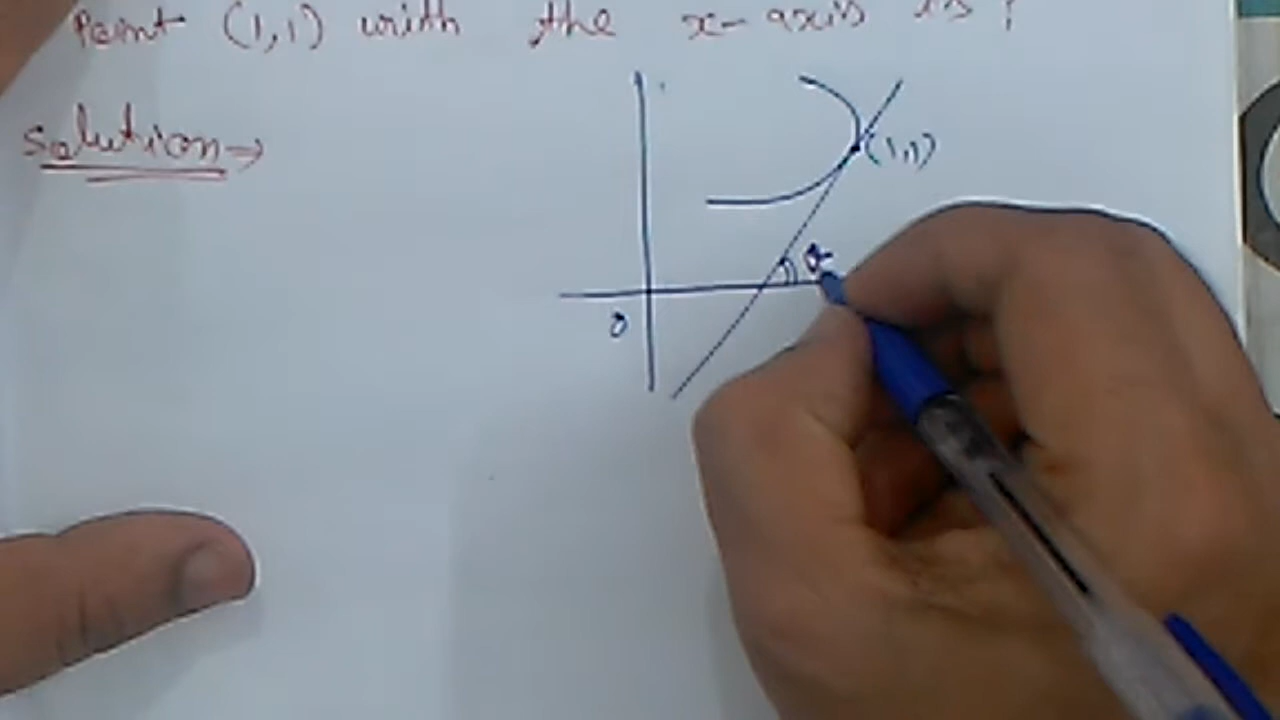 Point (1,1) with the x-axis is ?
Solution→
(1,1)
O